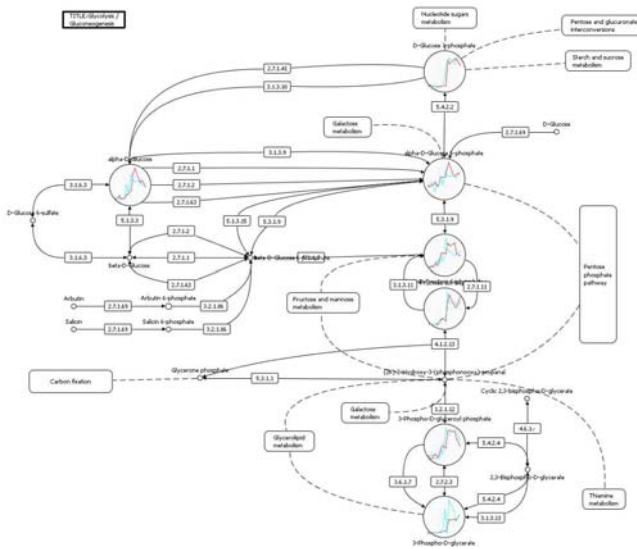 TITLE:Glycolysis /
Gluconeogenesis
Nucleotide sugars
metabolism
Pentose and glucuronate
interconversions
Starch and sucrose
metabolism
D-Glucose 1-phosphate
2.7.1.41
3.1.3.10
5.4.2.2
Galactose
metabolism
D-Glucose
2.7.1.69
alpha-D-Glucose
3.1.3.9
alpha-D-Glucose 6-phosphate
2.7.1.1
2.7.1.2
2.7.1.63
3.1.6.3
D-Glucose 6-sulfate
5.1.3.3
5.1.3.15
5.3.1.9
5.3.1.9
2.7.1.2
3.1.6.3
2.7.1.1
beta-D-Glucose
beta-D-Glucose 6-phosphate
2.7.1.63
Pentose
phosphate
pathway
3.1.3.11
2.7.1.11
Arbutin
Arbutin 6-phosphate
2.7.1.69
3.2.1.86
Salicin
Salicin 6-phosphate
2.7.1.69
3.2.1.86
Fructose and mannose
metabolism
4.1.2.13
Glycerone phosphate
Carbon fixation
5.3.1.1
Galactose
metabolism
1.2.1.12
Cyclic 2,3-bisphospho-D-glycerate
3-Phospho-D-glyceroyl phosphate
4.6.1.-
Glycerolipid
metabolism
5.4.2.4
3.6.1.7
2.7.2.3
2,3-Bisphospho-D-glycerate
5.4.2.4
3.1.3.13
Thiamine
metabolism
3-Phospho-D-glycerate